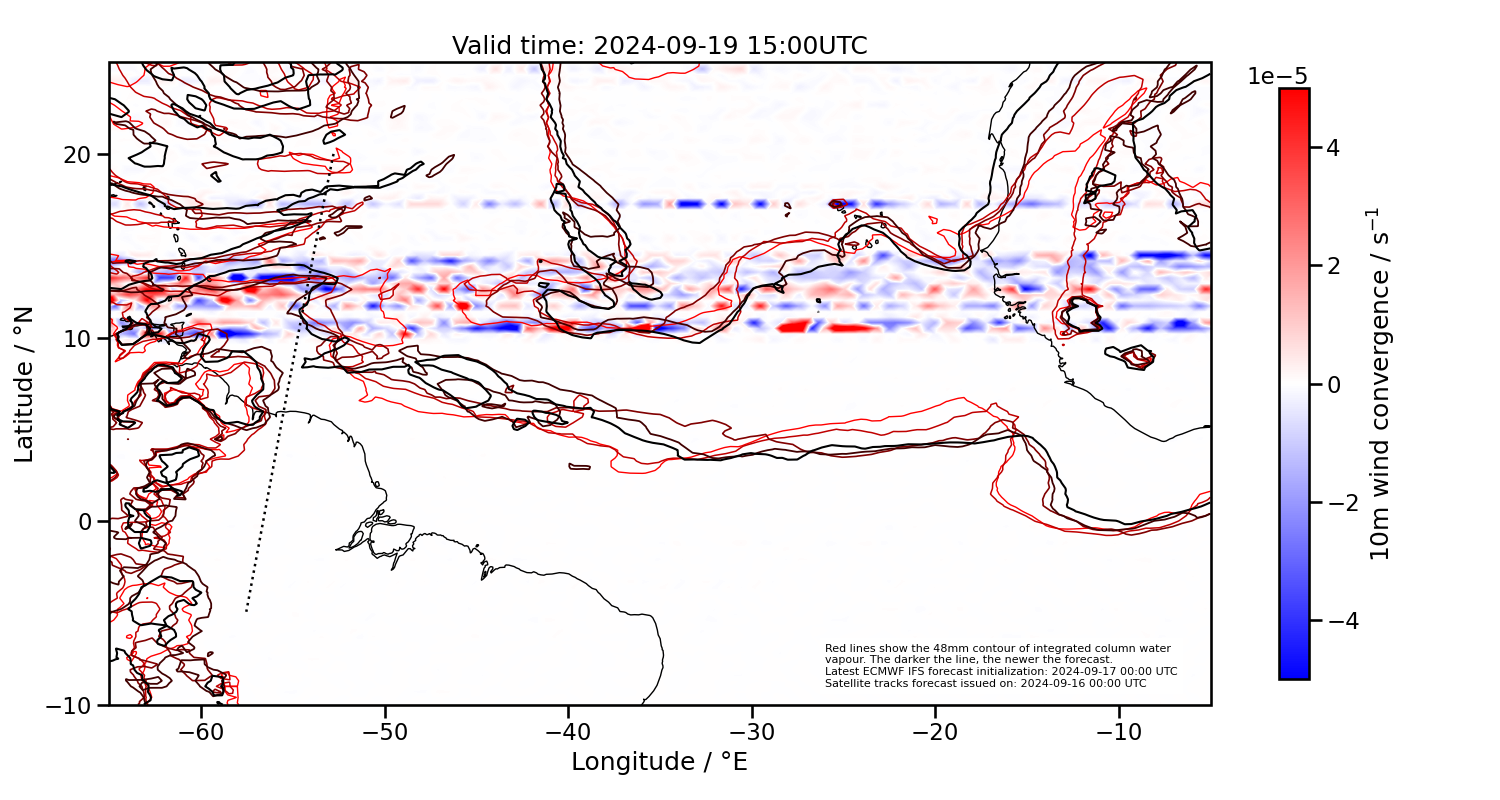 Valid time: 2024-09-19 15:00UTC
1e−5
20
10
0
−10
Latitude / °N
−60
−50
−40
−30
−20
−10
Longitude / °E
4
2
0
−2
−4
10m wind convergence / s⁻¹
Red lines show the 48mm contour of integrated column water
vapour. The darker the line, the newer the forecast.
Latest ECMWF IFS forecast initialization: 2024-09-17 00:00 UTC
Satellite tracks forecast issued on: 2024-09-16 00:00 UTC